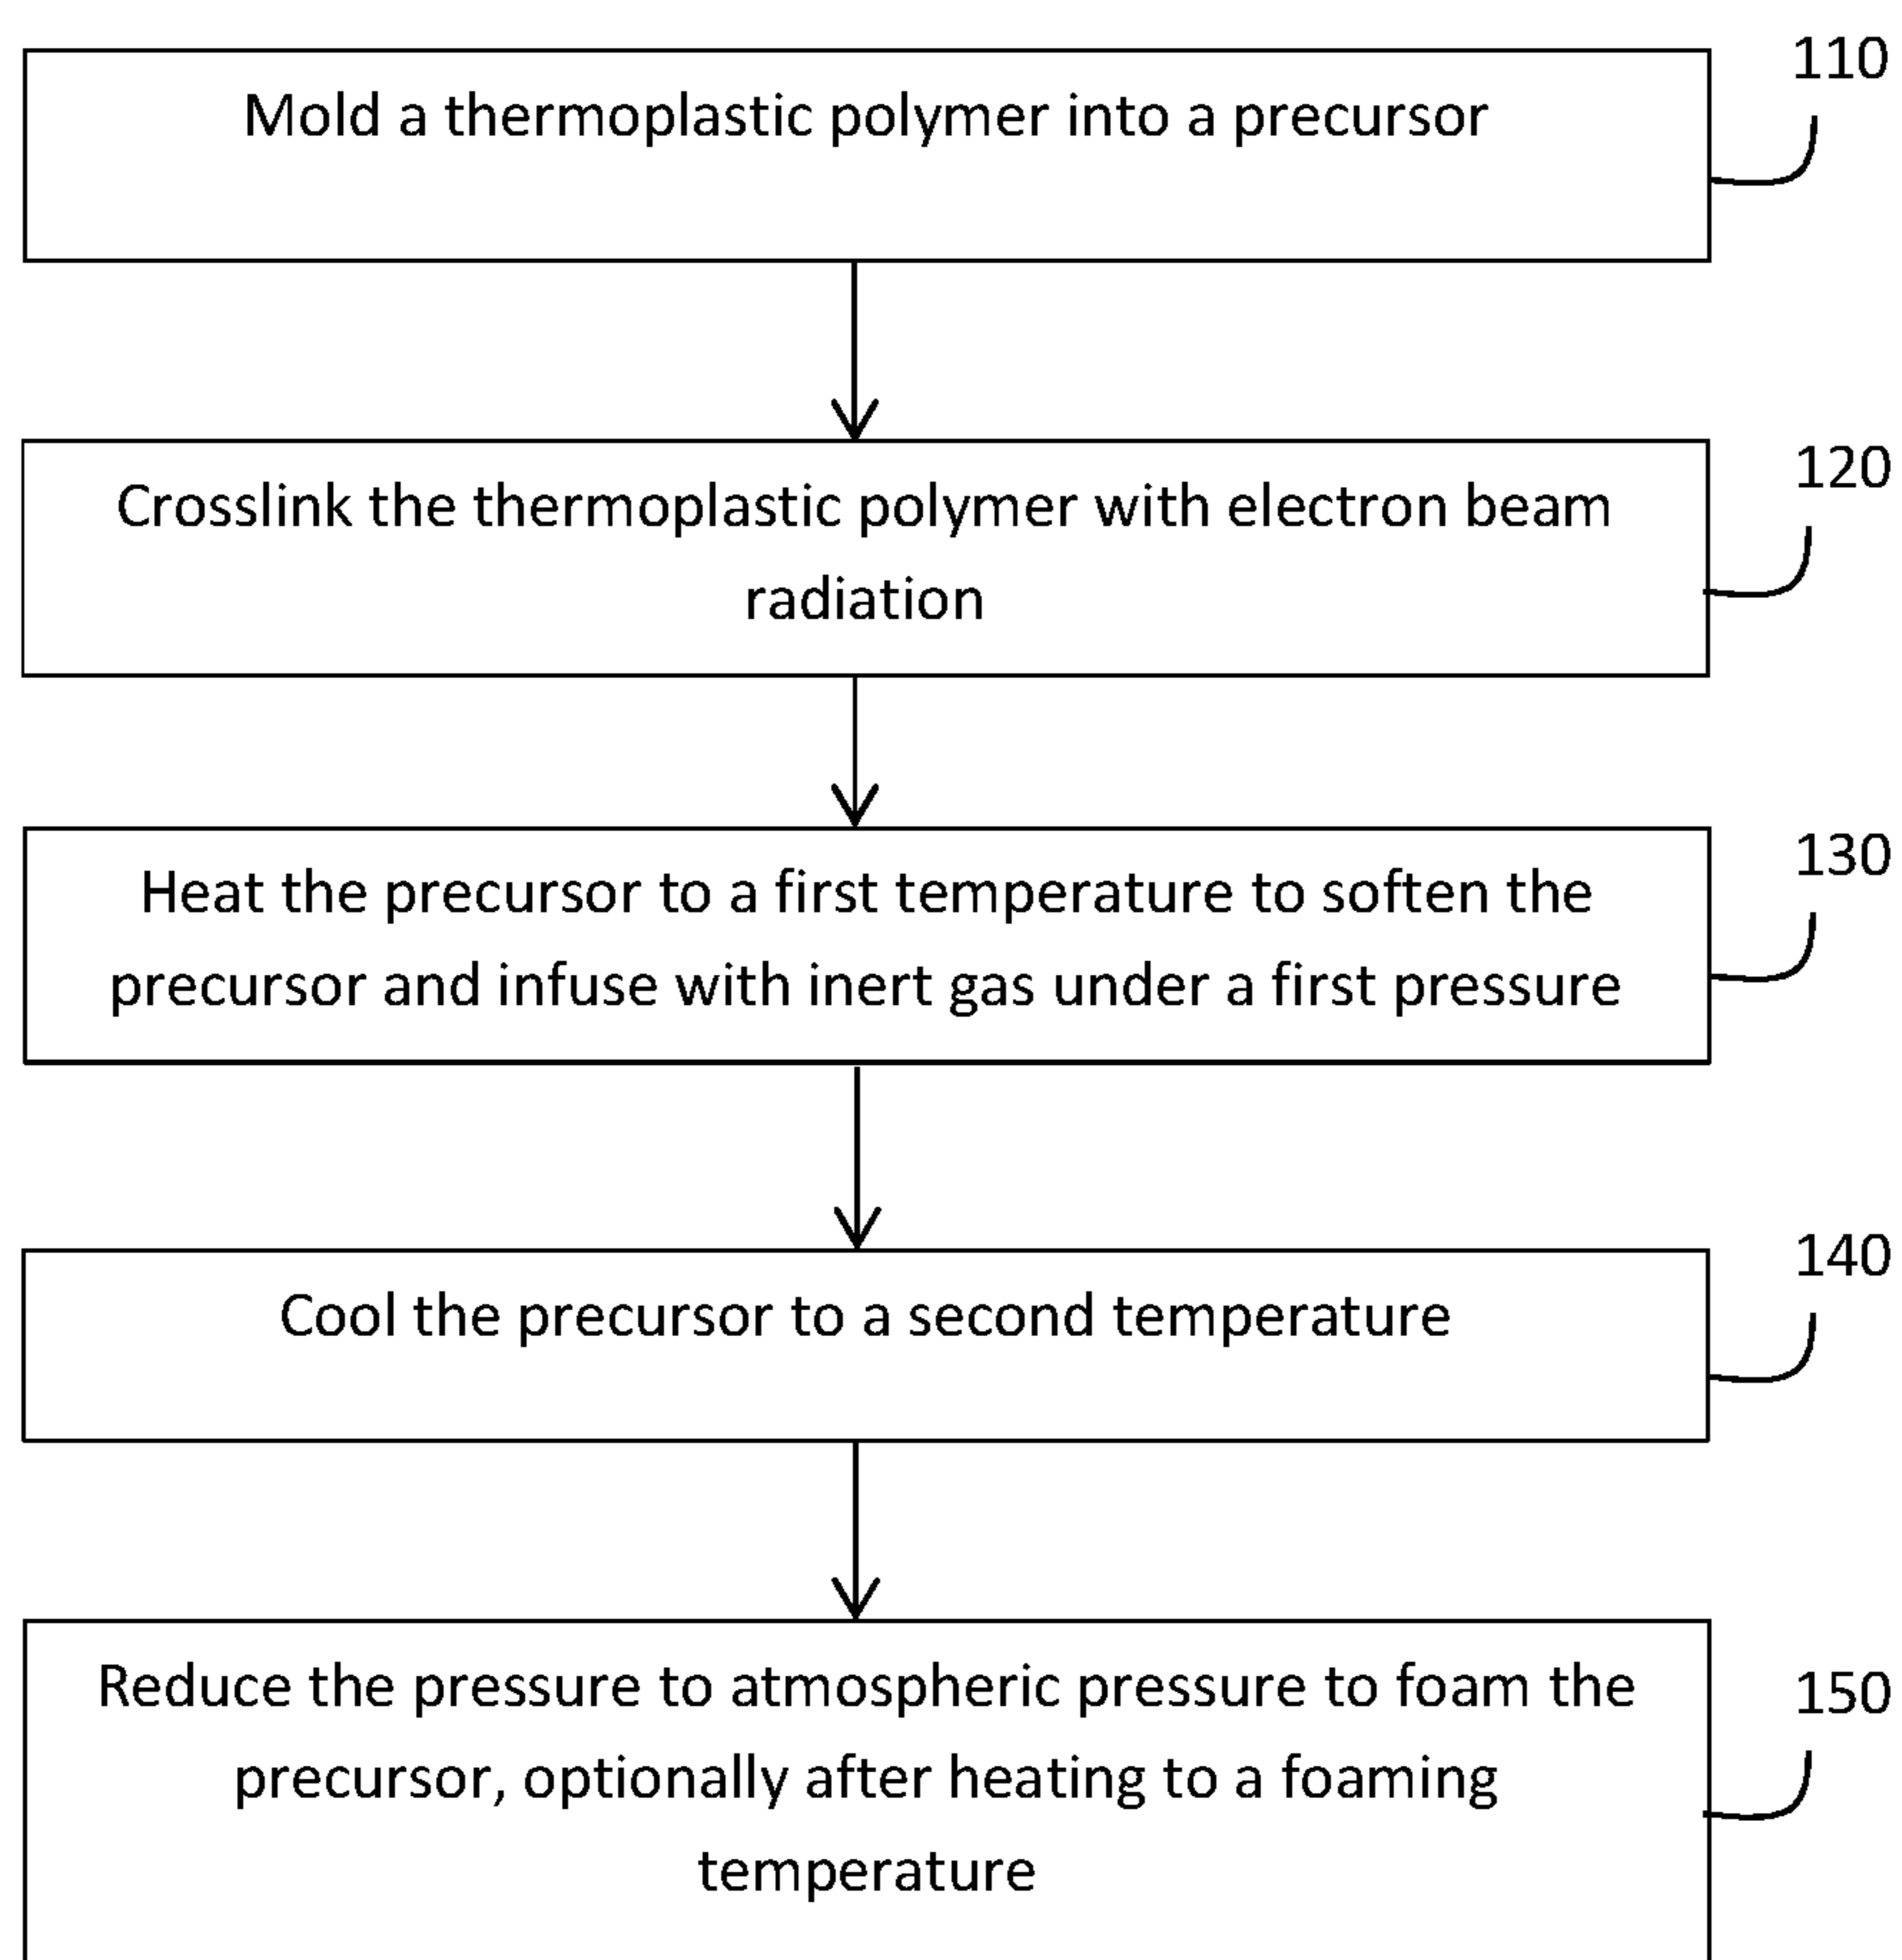 110
Mold a thermoplastic polymer into a precursor
120
Crosslink the thermoplastic polymer with electron beam
radiation
130
Heat the precursor to a first temperature to soften the
precursor and infuse with inert gas under a first pressure
140
Cool the precursor to a second temperature
150
Reduce the pressure to atmospheric pressure to foam the
precursor, optionally after heating to a foaming
temperature